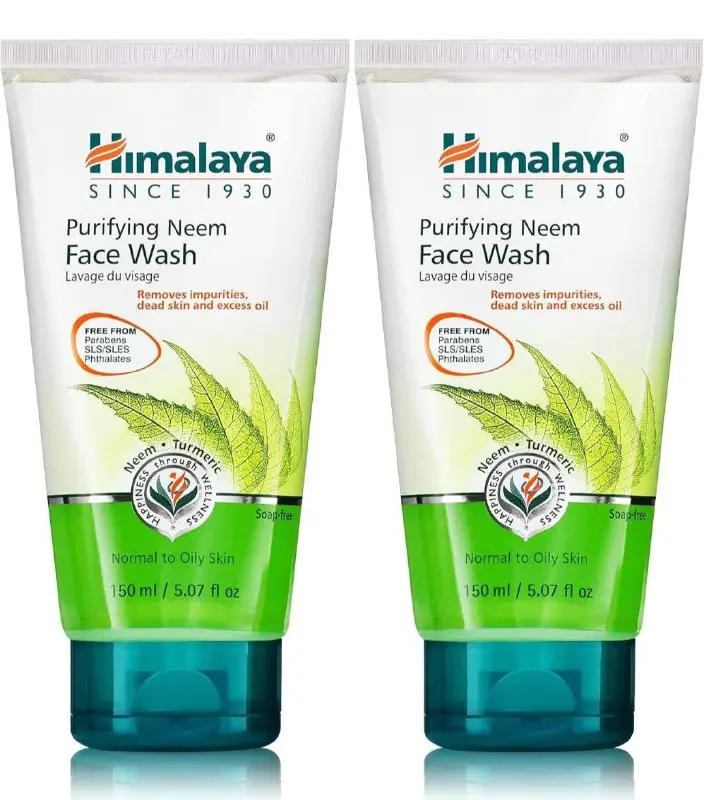 Himalaya®
SINCE 1930
Purifying Neem
Face Wash
Lavage du visage
Removes impurities,
dead skin and excess oil
FREE FROM
Parabens
SLS/SLES
Phthalates
Neem • Turmeric
HAPPINESS through WELLNESS
Soap-free
Normal to Oily Skin
150 ml / 5.07 fl oz
Himalaya®
SINCE 1930
Purifying Neem
Face Wash
Lavage du visage
Removes impurities,
dead skin and excess oil
FREE FROM
Parabens
SLS/SLES
Phthalates
Neem • Turmeric
HAPPINESS through WELLNESS
Soap-free
Normal to Oily Skin
150 ml / 5.07 fl oz